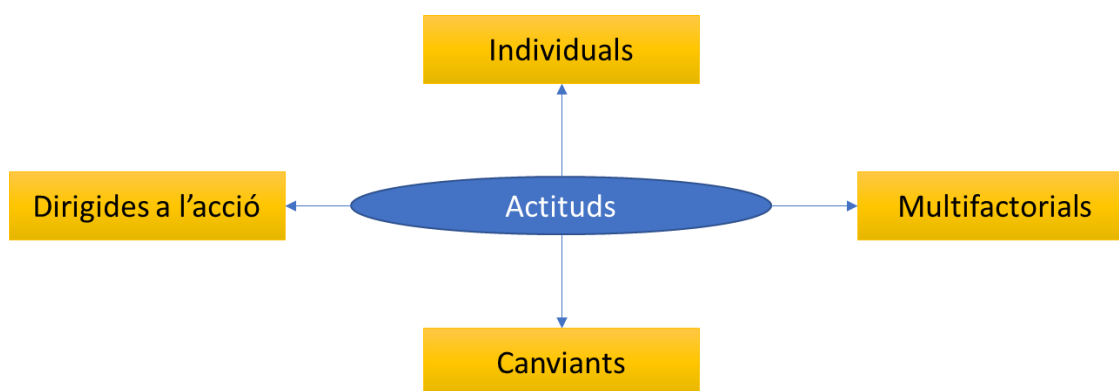 Individuals
Dirigides a l’acció
Actituds
Multifactorials
Canviants